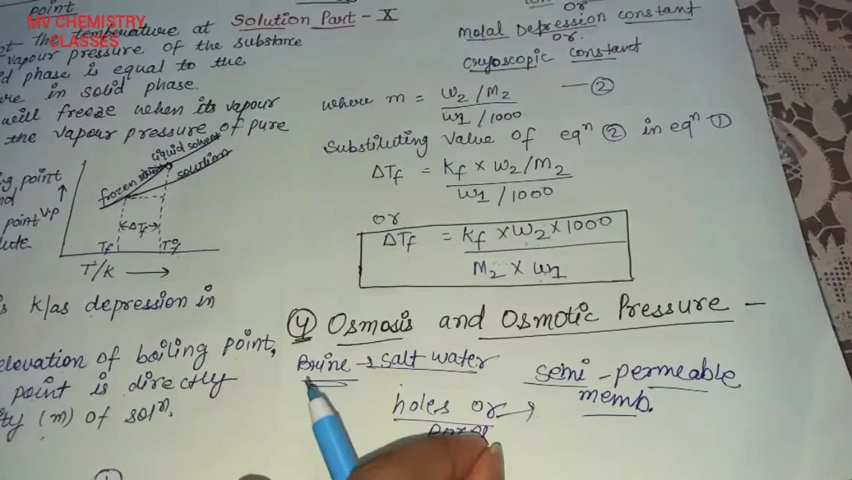 MV CHEMISTRY
CLASSES
point
the temperature at Solution Part - X
vapour pressure of the substance
phase is equal to the
in solid phase.
will freeze when its vapour
the vapour pressure of pure
liquid solvent
frozen
solution
point
point
VP
ΔTf
Tf
T°f
T/K →
K/as depression in
elevation of boiling point,
point is directly
(m) of solⁿ.
or
Molal Depression constant
or
cryoscopic constant
where m = W₂/M₂ — ②
W₁/1000
Substituting value of eqⁿ ② in eqⁿ ①
ΔTf = Kf × W₂/M₂
W₁/1000
or
ΔTf = Kf × W₂ × 1000
M₂ × W₁
④ Osmosis and Osmotic Pressure –
Brine → salt water
semi-permeable
memb.
holes or →